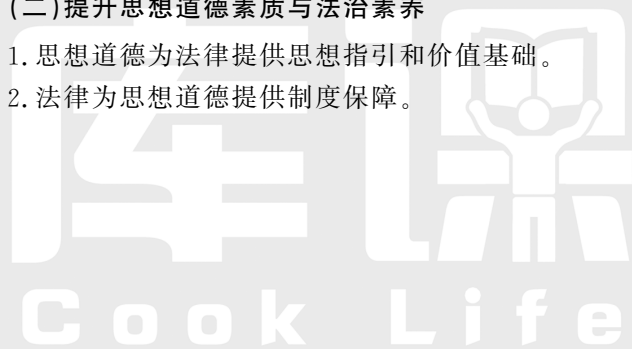 (二)提升思想道德素质与法治素养
1.思想道德为法律提供思想指引和价值基础。
2.法律为思想道德提供制度保障。
库课
Cook Life